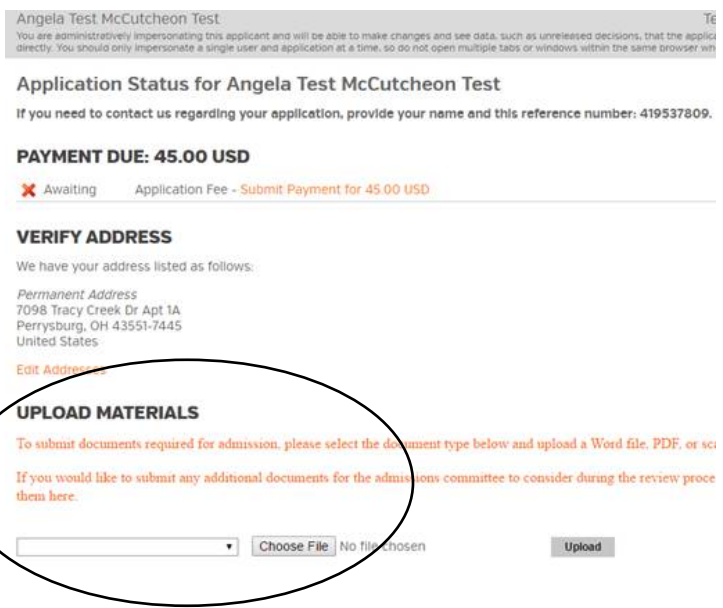 Angela Test McCutcheon Test
You are administratively impersonating this applicant and will be able to make changes and see data, such as unreleased decisions, that the
directly. You should only impersonate a single user and application at a time, so do not open multiple tabs or windows within the same browser
Application Status for Angela Test McCutcheon Test
If you need to contact us regarding your application, provide your name and this reference number: 419537809.
PAYMENT DUE: 45.00 USD
Awaiting Application Fee - Submit Payment for 45.00 USD
VERIFY ADDRESS
We have your address listed as follows:
Permanent Address
7098 Tracy Creek Dr Apt 1A
Perrysburg, OH 43551-7445
United States
Edit Addresses
UPLOAD MATERIALS
To submit documents required for admission, please select the document type below and upload a Word file, PDF, or
If you would like to submit any additional documents for the admissions committee to consider during the review
them here.
Choose File No file chosen Upload